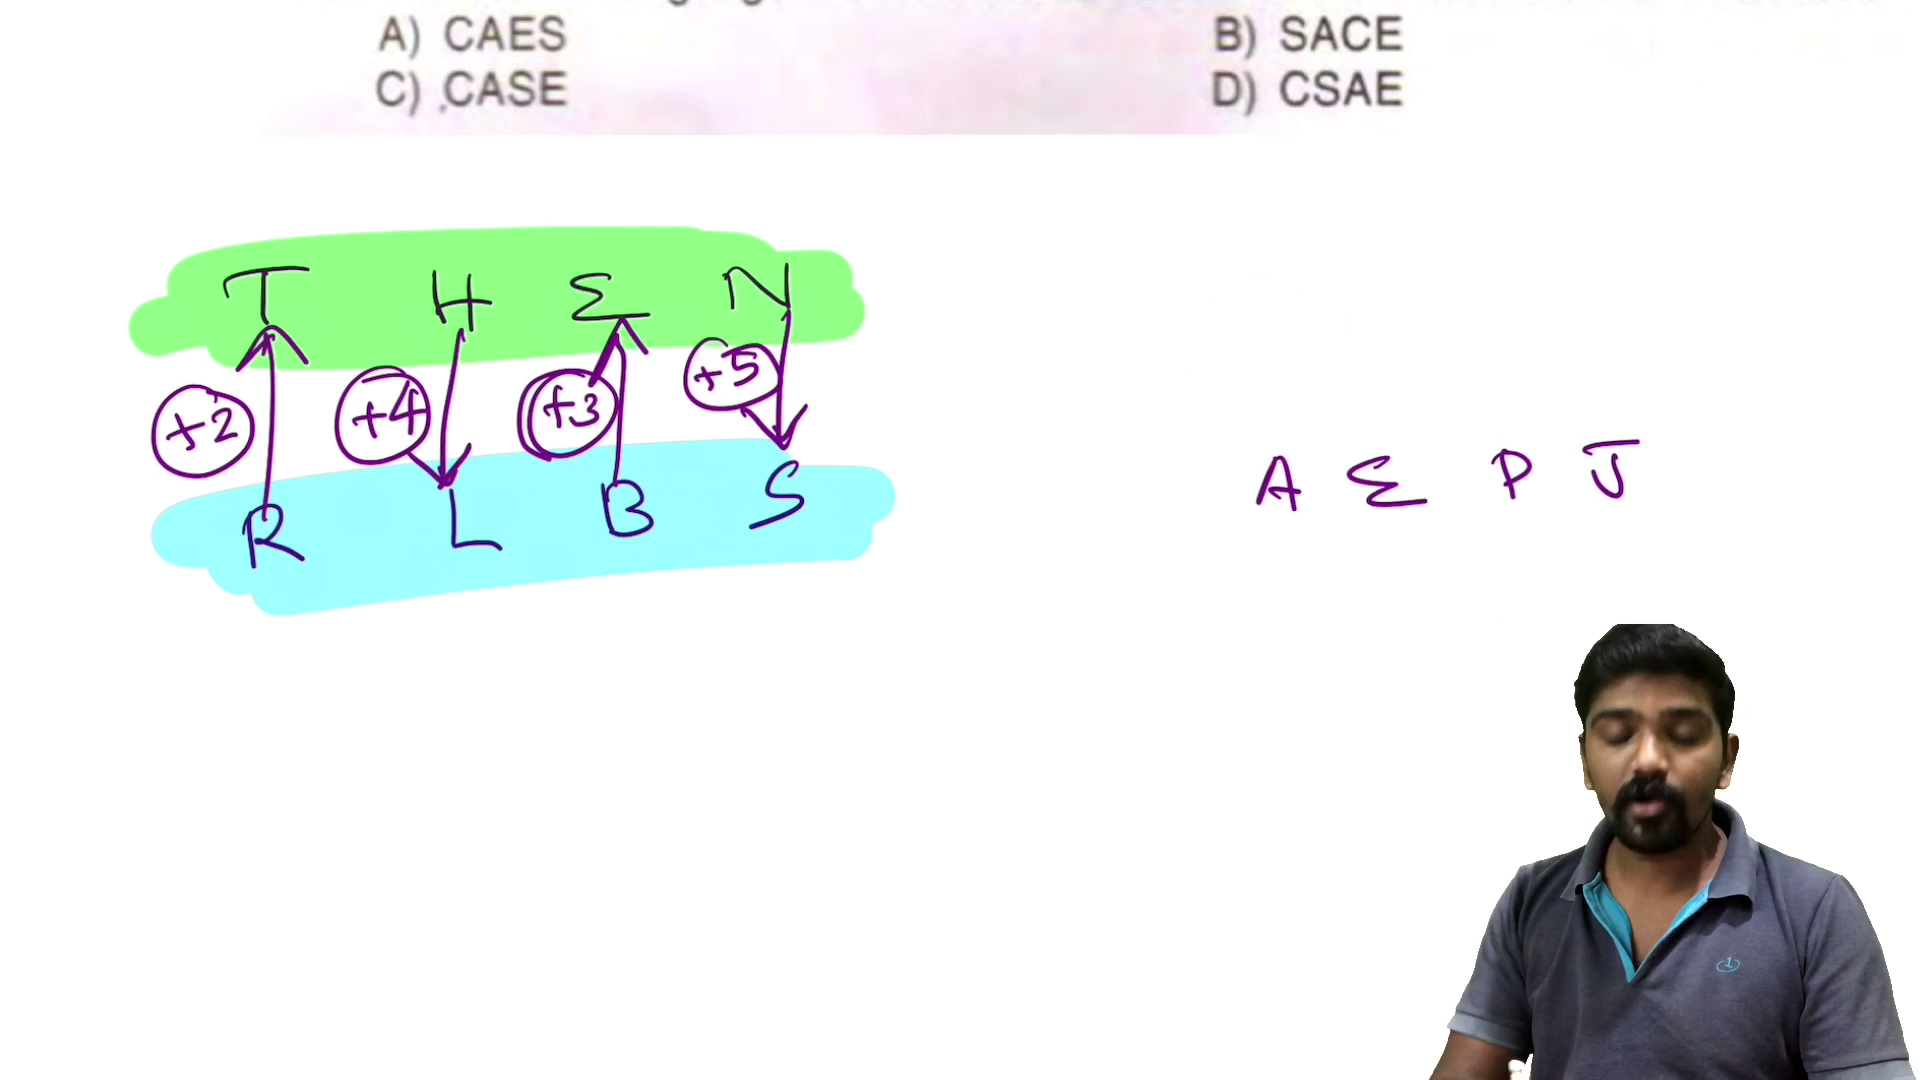 A) CAES B) SACE
C) CASE D) CSAE
T H E N
+2 +4 +3 +5
R L B S
A E P J